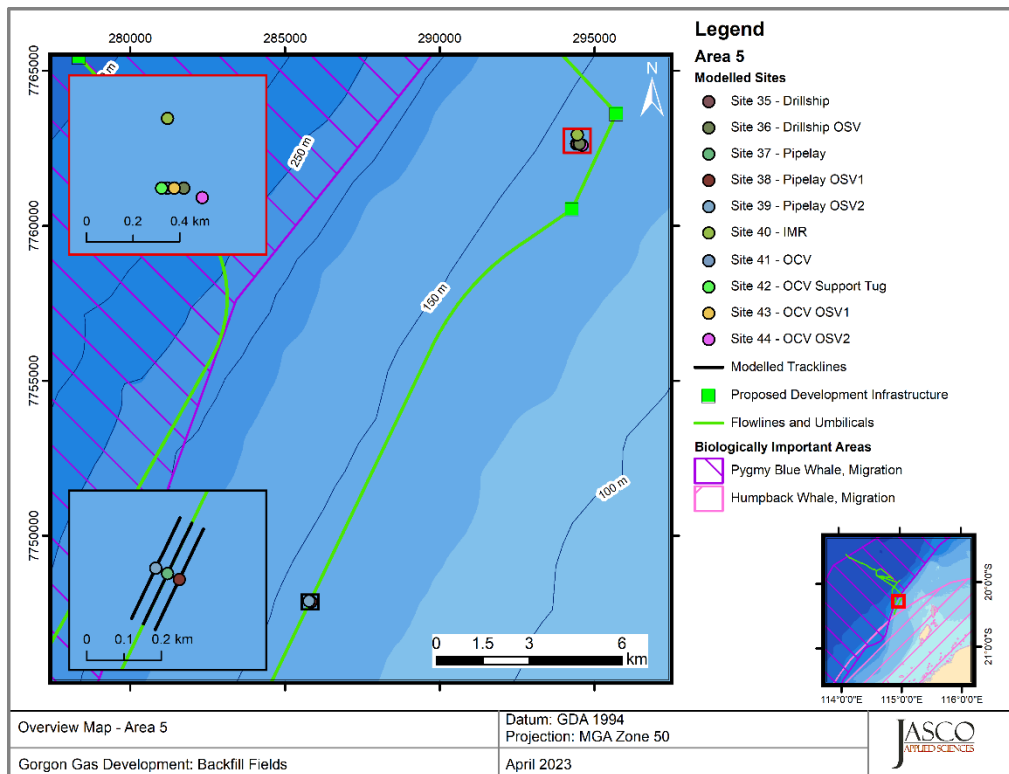 280000
285000
290000
295000
7765000
7760000
7755000
7750000
N
250 m
150 m
100 m
0
0.2
0.4 km
0
0.1
0.2 km
0
1.5
3
6
km
Legend
Area 5
Modelled Sites
Site 35 - Drillship
Site 36 - Drillship OSV
Site 37 - Pipelay
Site 38 - Pipelay OSV1
Site 39 - Pipelay OSV2
Site 40 - IMR
Site 41 - OCV
Site 42 - OCV Support Tug
Site 43 - OCV OSV1
Site 44 - OCV OSV2
Modelled Tracklines
Proposed Development Infrastructure
Flowlines and Umbilicals
Biologically Important Areas
Pygmy Blue Whale, Migration
Humpback Whale, Migration
20°0'0"S
21°0'0"S
114°0'0"E
115°0'0"E
116°0'0"E
Overview Map - Area 5
Datum: GDA 1994
Projection: MGA Zone 50
Gorgon Gas Development: Backfill Fields
April 2023
JASCO
APPLIED SCIENCES